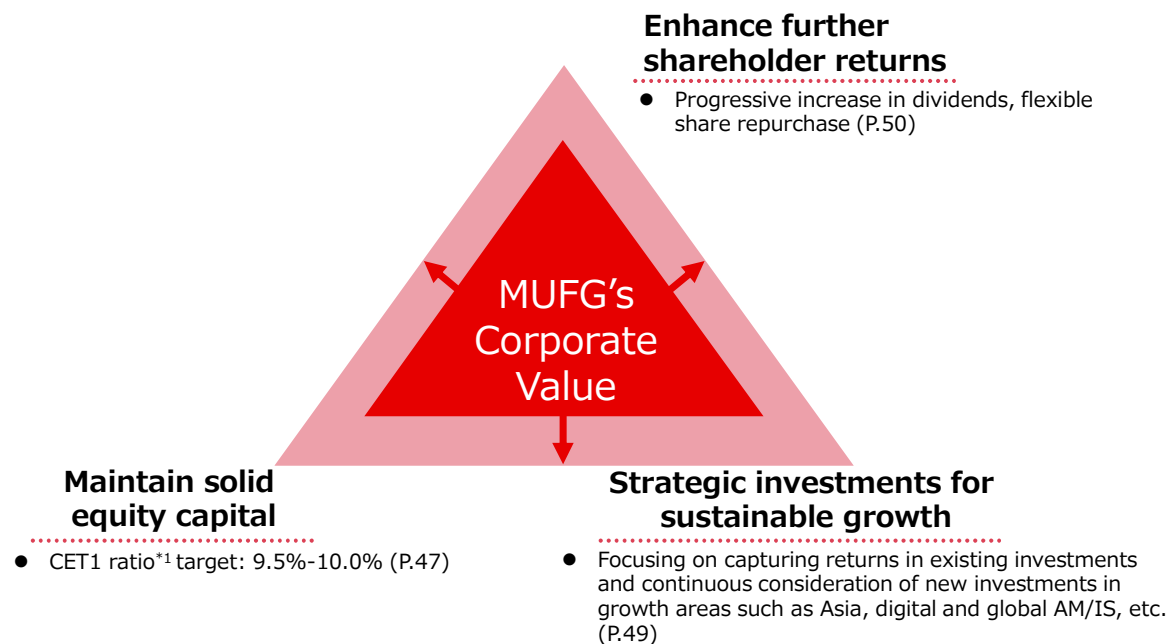 Enhance further
shareholder returns
● Progressive increase in dividends, flexible
share repurchase (P.50)
MUFG’s
Corporate
Value
Maintain solid
equity capital
● CET1 ratio*1 target: 9.5%-10.0% (P.47)
Strategic investments for
sustainable growth
● Focusing on capturing returns in existing investments
and continuous consideration of new investments in
growth areas such as Asia, digital and global AM/IS, etc.
(P.49)